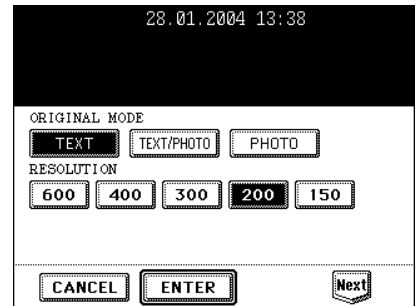 28.01.2004 13:38
ORIGINAL MODE
TEXT TEXT/PHOTO PHOTO
RESOLUTION
600 400 300 200 150
CANCEL ENTER Next